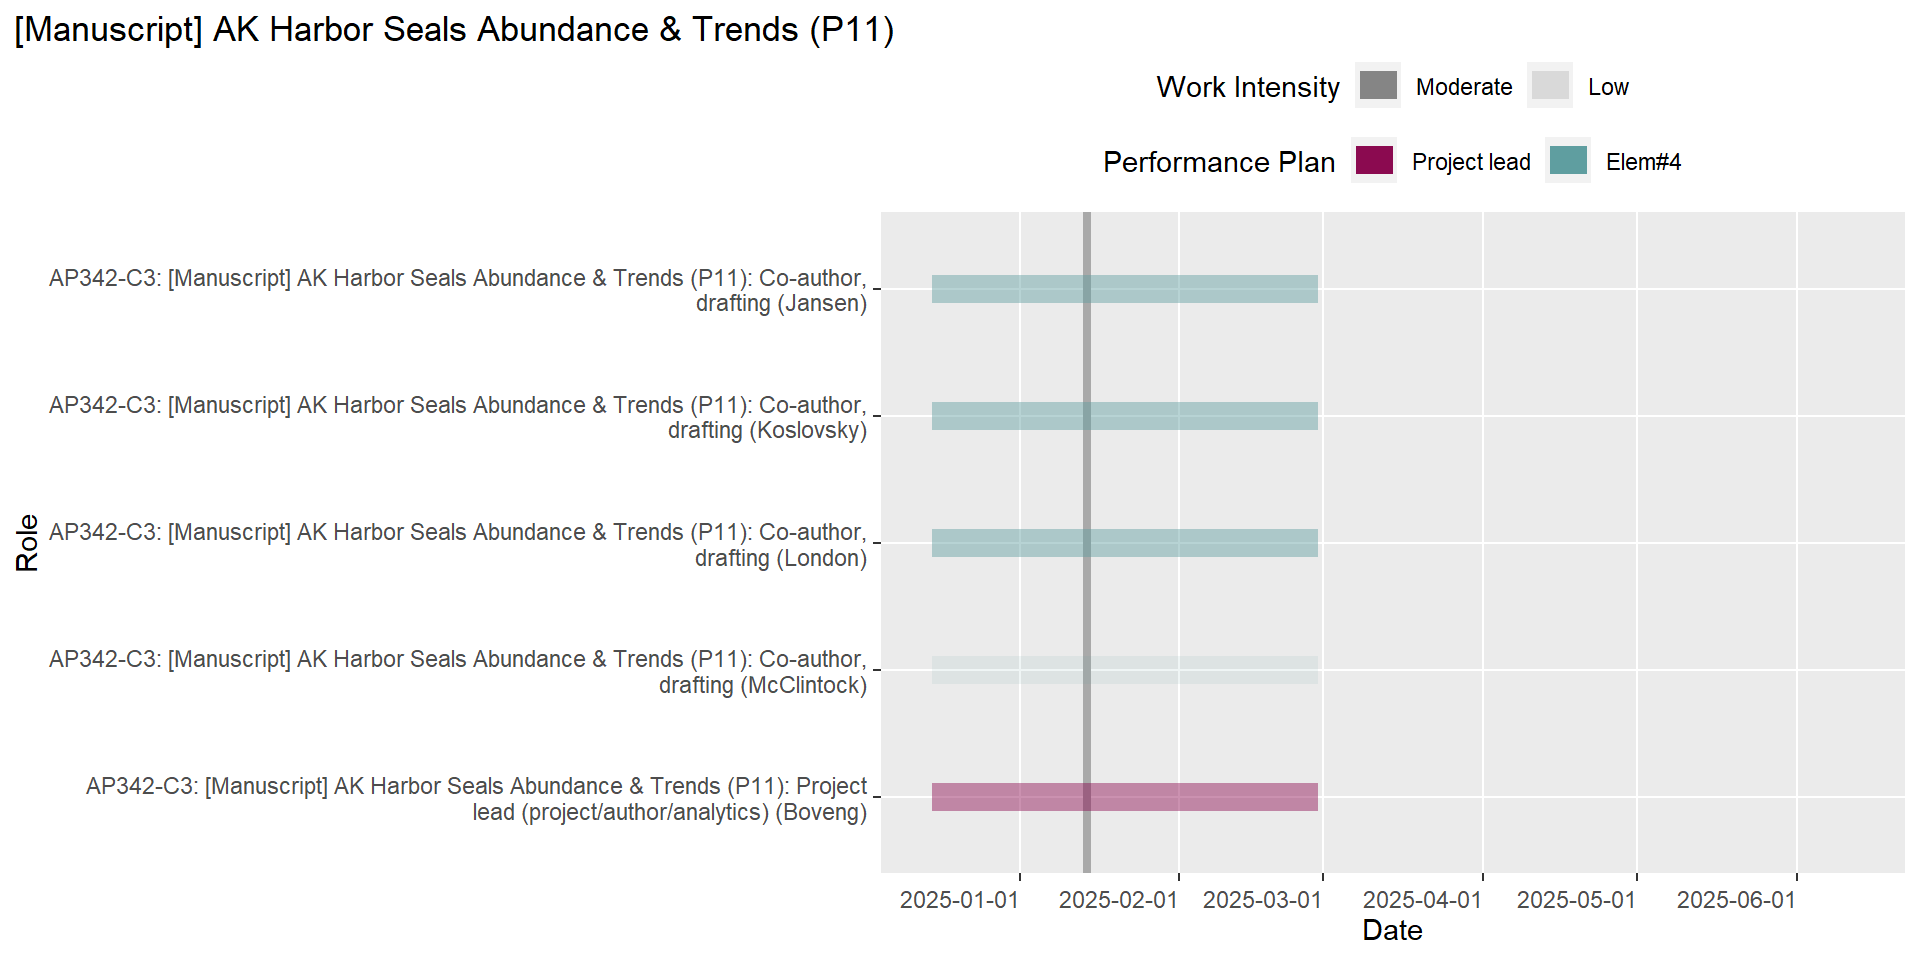 [Manuscript] AK Harbor Seals Abundance & Trends (P11)
Work Intensity Moderate Low
Performance Plan Project lead Elem#4
AP342-C3: [Manuscript] AK Harbor Seals Abundance & Trends (P11): Co-author,
drafting (Jansen)
AP342-C3: [Manuscript] AK Harbor Seals Abundance & Trends (P11): Co-author,
drafting (Koslovsky)
Role
AP342-C3: [Manuscript] AK Harbor Seals Abundance & Trends (P11): Co-author,
drafting (London)
AP342-C3: [Manuscript] AK Harbor Seals Abundance & Trends (P11): Co-author,
drafting (McClintock)
AP342-C3: [Manuscript] AK Harbor Seals Abundance & Trends (P11): Project
lead (project/author/analytics) (Boveng)
2025-01-01 2025-02-01 2025-03-01 2025-04-01 2025-05-01 2025-06-01
Date